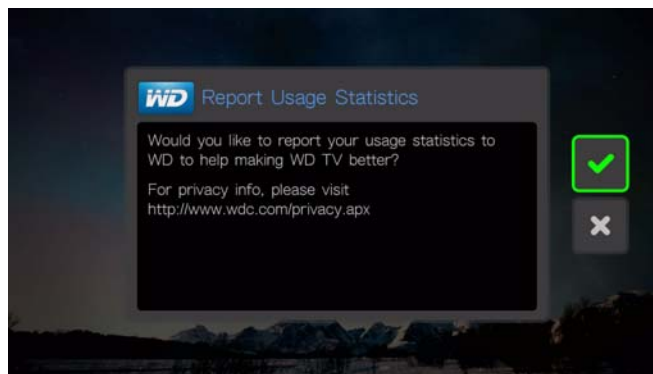 WD Report Usage Statistics
Would you like to report your usage statistics to
WD to help making WD TV better?
For privacy info, please visit
http://www.wdc.com/privacy.apx